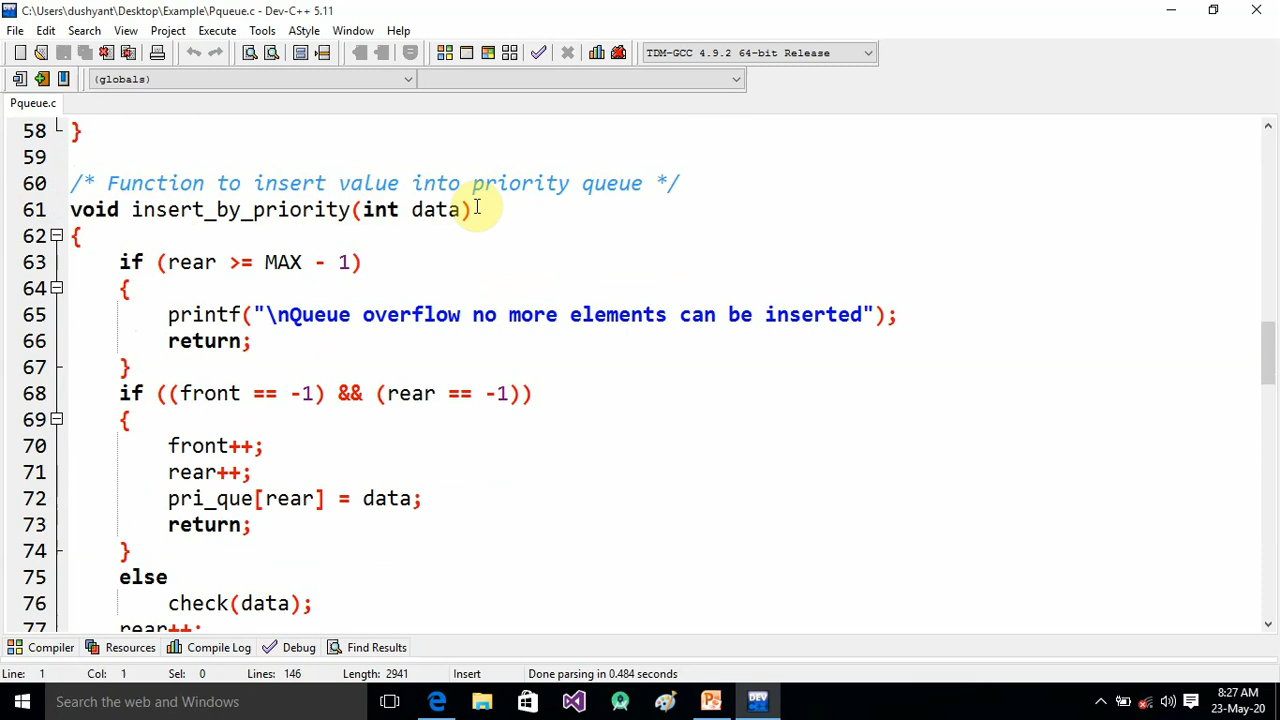 C:\Users\dushyant\Desktop\Example\Pqueue.c - Dev-C++ 5.11
File Edit Search View Project Execute Tools AStyle Window Help
TDM-GCC 4.9.2 64-bit Release
(globals)
Pqueue.c
58 }
59
60 /* Function to insert value into priority queue */
61 void insert_by_priority(int data)
62 {
63 if (rear >= MAX - 1)
64 {
65 printf("\nQueue overflow no more elements can be inserted");
66 return;
67 }
68 if ((front == -1) && (rear == -1))
69 {
70 front++;
71 rear++;
72 pri_que[rear] = data;
73 return;
74 }
75 else
76 check(data);
77 rear++;
Compiler Resources Compile Log Debug Find Results
Line: 1 Col: 1 Sel: 0 Lines: 146 Length: 2941 Insert Done parsing in 0.484 seconds
Search the web and Windows
DEV
8:27 AM
23-May-20